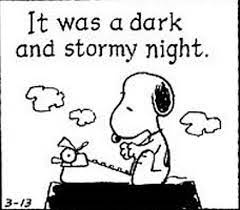 It was a dark
and stormy night.
3-13